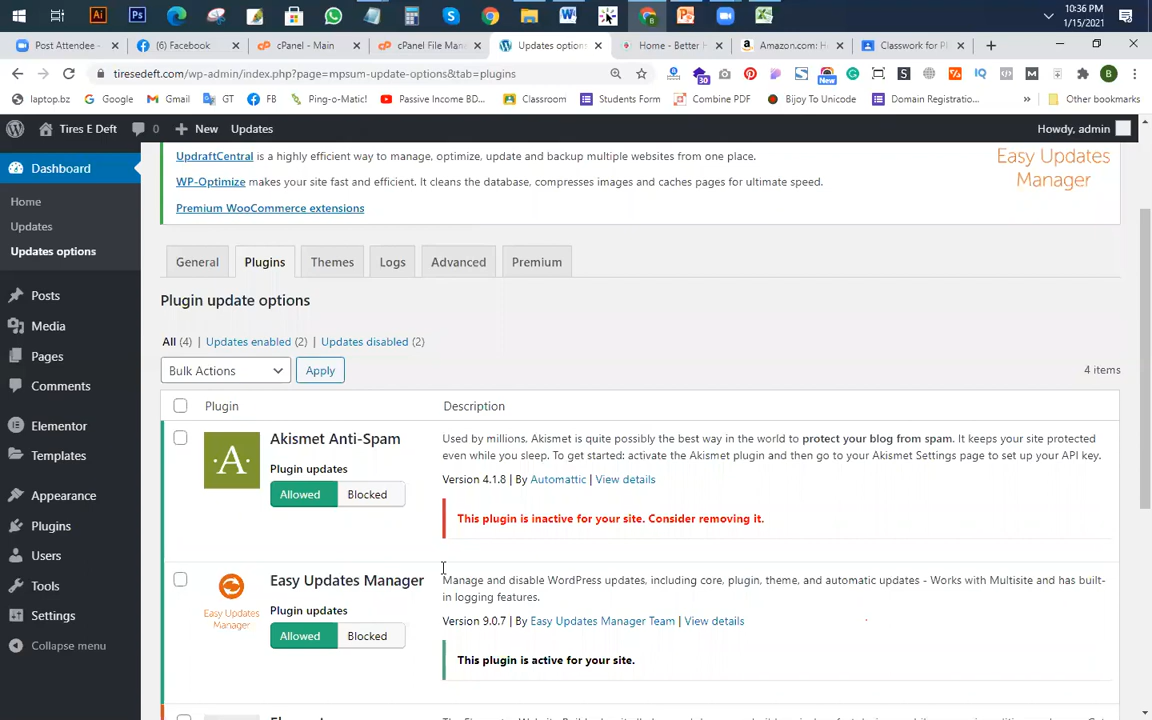 10:36 PM
1/15/2021
Post Attendee -
(6) Facebook
cPanel - Main
cPanel File Man
Updates option
Home - Better H
Amazon.com: H
Classwork for P
tiresedeft.com/wp-admin/index.php?page=mpsum-update-options&tab=plugins
laptop.bz
Google
Gmail
GT
FB
Ping-o-Matic!
Passive Income BD...
Classroom
Students Form
Combine PDF
Bijoy To Unicode
Domain Registratio...
»
Other bookmarks
Tires E Deft
0
New
Updates
Howdy, admin
Dashboard
Home
Updates
Updates options
Posts
Media
Pages
Comments
Elementor
Templates
Appearance
Plugins
Users
Tools
Settings
Collapse menu
UpdraftCentral is a highly efficient way to manage, optimize, update and backup multiple websites from one place.
WP-Optimize makes your site fast and efficient. It cleans the database, compresses images and caches pages for ultimate speed.
Premium WooCommerce extensions
Easy Updates
Manager
General
Plugins
Themes
Logs
Advanced
Premium
Plugin update options
All (4) | Updates enabled (2) | Updates disabled (2)
Bulk Actions
Apply
4 items
Plugin
Description
Akismet Anti-Spam
Plugin updates
Allowed Blocked
Used by millions. Akismet is quite possibly the best way in the world to protect your blog from spam. It keeps your site protected
even while you sleep. To get started: activate the Akismet plugin and then go to your Akismet Settings page to set up your API key.
Version 4.1.8 | By Automattic | View details
This plugin is inactive for your site. Consider removing it.
Easy Updates
Manager
Easy Updates Manager
Plugin updates
Allowed Blocked
Manage and disable WordPress updates, including core, plugin, theme, and automatic updates - Works with Multisite and has built-
in logging features.
Version 9.0.7 | By Easy Updates Manager Team | View details
This plugin is active for your site.